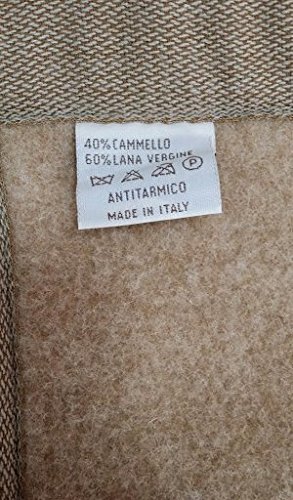 40% CAMMELLO
60% LANA VERGINE
P
ANTITARMICO
MADE IN ITALY